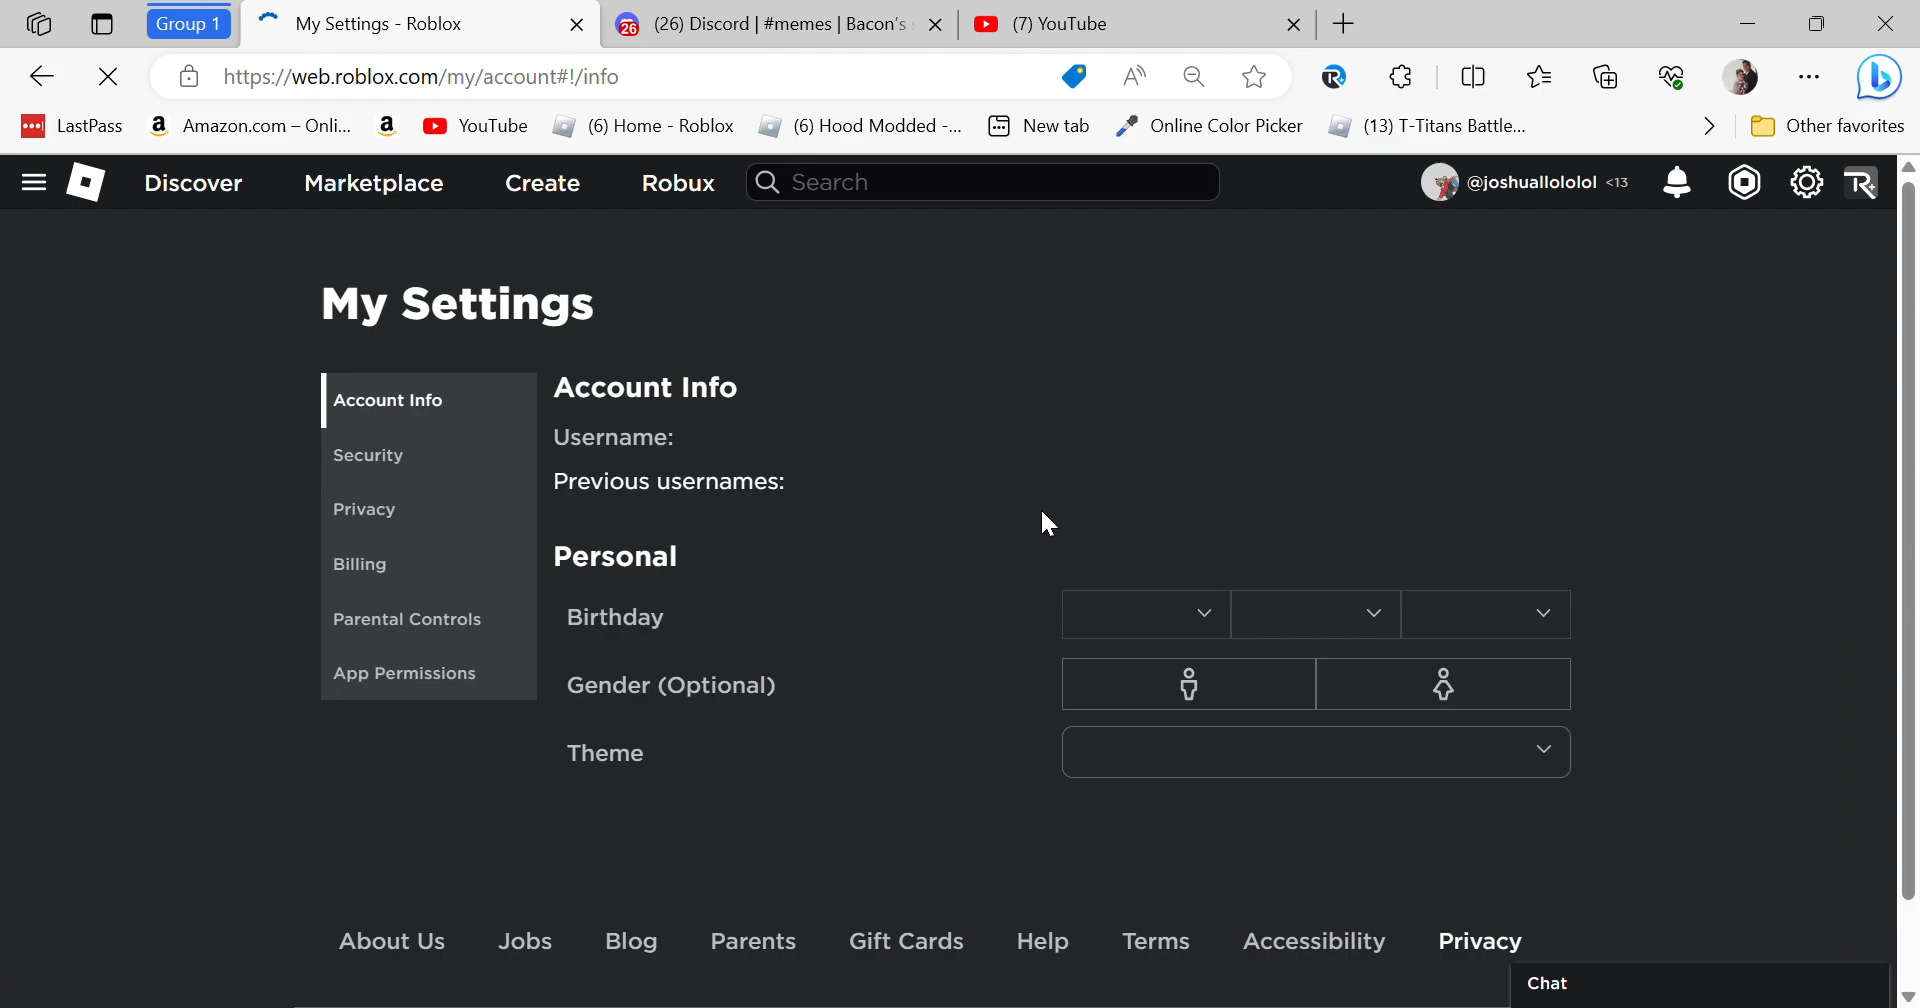 Group 1
My Settings - Roblox
26
(26) Discord | #memes | Bacon's s
(7) YouTube
https://web.roblox.com/my/account#!/info
LastPass
Amazon.com – Onli...
YouTube
(6) Home - Roblox
(6) Hood Modded -...
New tab
Online Color Picker
(13) T-Titans Battle...
Other favorites
Discover
Marketplace
Create
Robux
Search
@joshuallololol <13
My Settings
Account Info
Security
Privacy
Billing
Parental Controls
App Permissions
Account Info
Username:
Previous usernames:
Personal
Birthday
Gender (Optional)
Theme
About Us
Jobs
Blog
Parents
Gift Cards
Help
Terms
Accessibility
Privacy
Chat